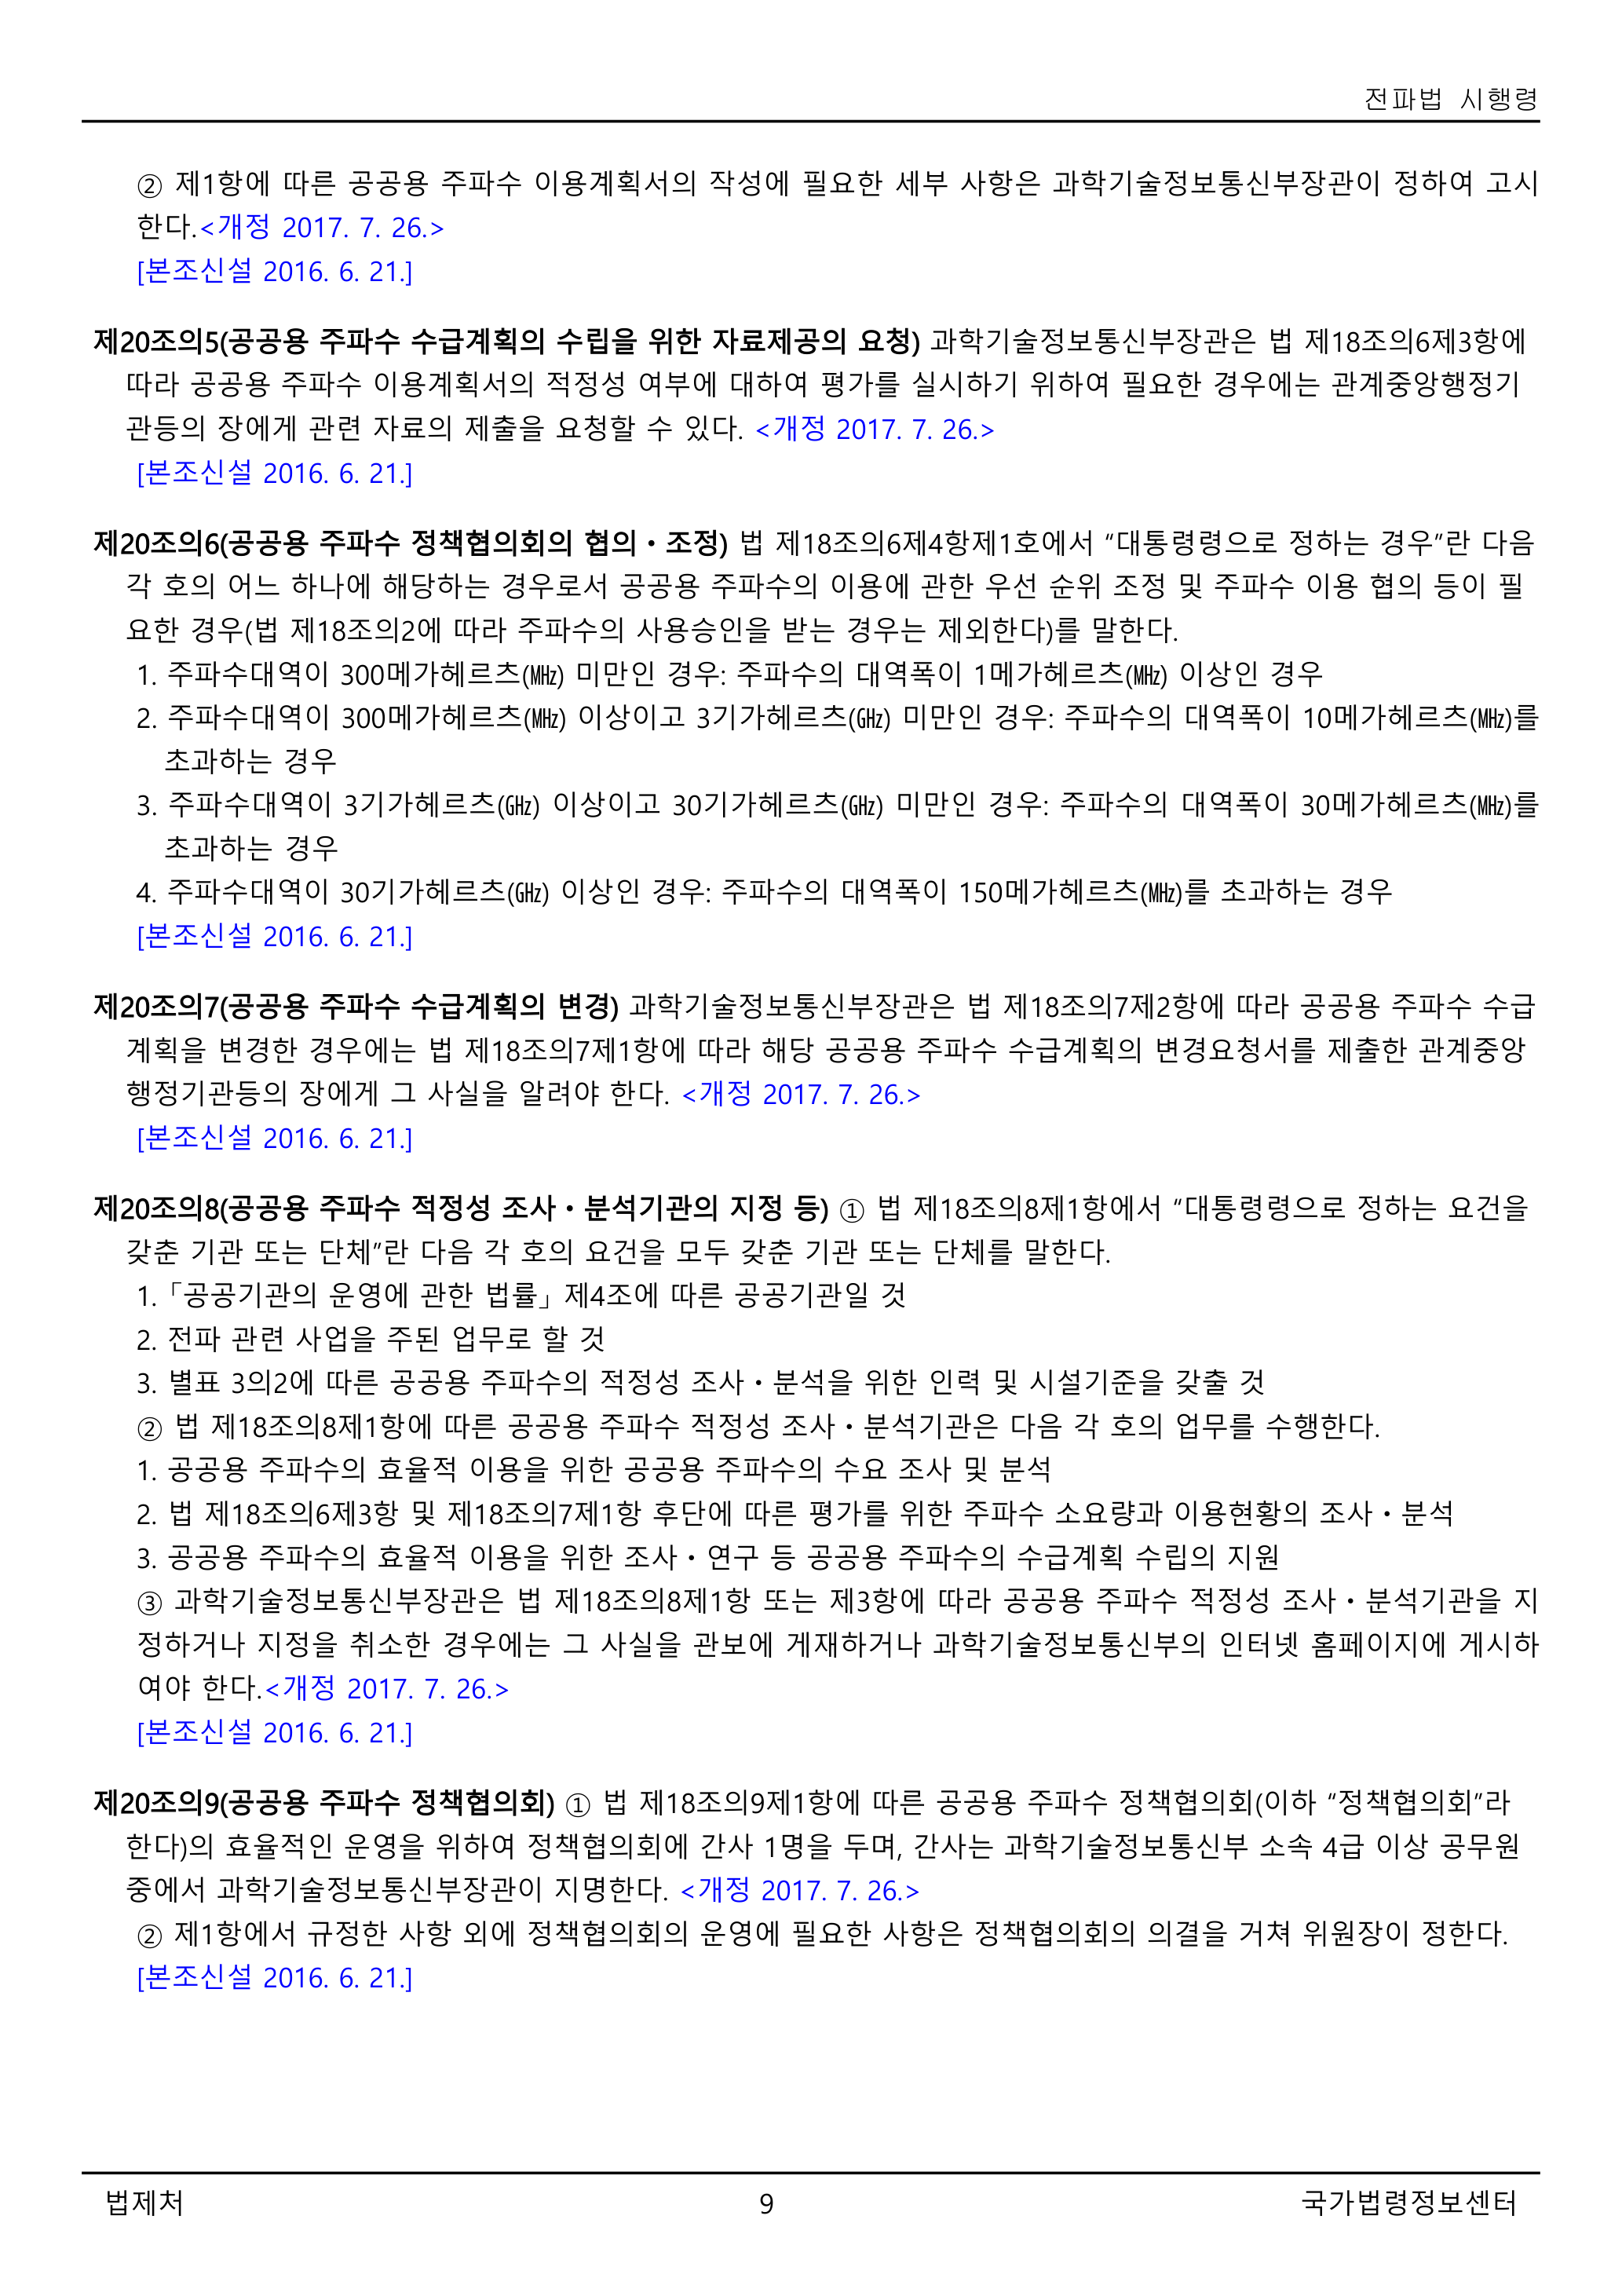 전파법 시행령
② 제1항에 따른 공공용 주파수 이용계획서의 작성에 필요한 세부 사항은 과학기술정보통신부장관이 정하여 고시
한다.<개정 2017. 7. 26.>
[본조신설 2016. 6. 21.]
제20조의5(공공용 주파수 수급계획의 수립을 위한 자료제공의 요청) 과학기술정보통신부장관은 법 제18조의6제3항에
따라 공공용 주파수 이용계획서의 적정성 여부에 대하여 평가를 실시하기 위하여 필요한 경우에는 관계중앙행정기
관등의 장에게 관련 자료의 제출을 요청할 수 있다. <개정 2017. 7. 26.>
[본조신설 2016. 6. 21.]
제20조의6(공공용 주파수 정책협의회의 협의•조정) 법 제18조의6제4항제1호에서 “대통령령으로 정하는 경우”란 다음
각 호의 어느 하나에 해당하는 경우로서 공공용 주파수의 이용에 관한 우선 순위 조정 및 주파수 이용 협의 등이 필
요한 경우(법 제18조의2에 따라 주파수의 사용승인을 받는 경우는 제외한다)를 말한다.
1. 주파수대역이 300메가헤르츠(㎒) 미만인 경우: 주파수의 대역폭이 1메가헤르츠(㎒) 이상인 경우
2. 주파수대역이 300메가헤르츠(㎒) 이상이고 3기가헤르츠(㎓) 미만인 경우: 주파수의 대역폭이 10메가헤르츠(㎒)를
초과하는 경우
3. 주파수대역이 3기가헤르츠(㎓) 이상이고 30기가헤르츠(㎓) 미만인 경우: 주파수의 대역폭이 30메가헤르츠(㎒)를
초과하는 경우
4. 주파수대역이 30기가헤르츠(㎓) 이상인 경우: 주파수의 대역폭이 150메가헤르츠(㎒)를 초과하는 경우
[본조신설 2016. 6. 21.]
제20조의7(공공용 주파수 수급계획의 변경) 과학기술정보통신부장관은 법 제18조의7제2항에 따라 공공용 주파수 수급
계획을 변경한 경우에는 법 제18조의7제1항에 따라 해당 공공용 주파수 수급계획의 변경요청서를 제출한 관계중앙
행정기관등의 장에게 그 사실을 알려야 한다. <개정 2017. 7. 26.>
[본조신설 2016. 6. 21.]
제20조의8(공공용 주파수 적정성 조사•분석기관의 지정 등) ① 법 제18조의8제1항에서 “대통령령으로 정하는 요건을
갖춘 기관 또는 단체”란 다음 각 호의 요건을 모두 갖춘 기관 또는 단체를 말한다.
1.「공공기관의 운영에 관한 법률」제4조에 따른 공공기관일 것
2. 전파 관련 사업을 주된 업무로 할 것
3. 별표 3의2에 따른 공공용 주파수의 적정성 조사•분석을 위한 인력 및 시설기준을 갖출 것
② 법 제18조의8제1항에 따른 공공용 주파수 적정성 조사•분석기관은 다음 각 호의 업무를 수행한다.
1. 공공용 주파수의 효율적 이용을 위한 공공용 주파수의 수요 조사 및 분석
2. 법 제18조의6제3항 및 제18조의7제1항 후단에 따른 평가를 위한 주파수 소요량과 이용현황의 조사•분석
3. 공공용 주파수의 효율적 이용을 위한 조사•연구 등 공공용 주파수의 수급계획 수립의 지원
③ 과학기술정보통신부장관은 법 제18조의8제1항 또는 제3항에 따라 공공용 주파수 적정성 조사•분석기관을 지
정하거나 지정을 취소한 경우에는 그 사실을 관보에 게재하거나 과학기술정보통신부의 인터넷 홈페이지에 게시하
여야 한다.<개정 2017. 7. 26.>
[본조신설 2016. 6. 21.]
제20조의9(공공용 주파수 정책협의회) ① 법 제18조의9제1항에 따른 공공용 주파수 정책협의회(이하 “정책협의회”라
한다)의 효율적인 운영을 위하여 정책협의회에 간사 1명을 두며, 간사는 과학기술정보통신부 소속 4급 이상 공무원
중에서 과학기술정보통신부장관이 지명한다. <개정 2017. 7. 26.>
② 제1항에서 규정한 사항 외에 정책협의회의 운영에 필요한 사항은 정책협의회의 의결을 거쳐 위원장이 정한다.
[본조신설 2016. 6. 21.]
법제처 9 국가법령정보센터